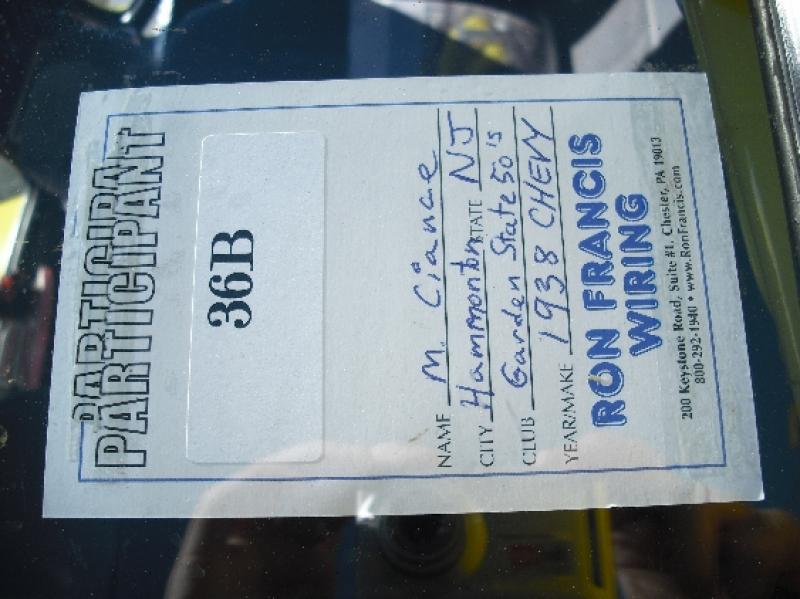 PARTICIPANT
PARTICIPANT
36B
NAME M. Ciance
CITY Hammonton STATE NJ
CLUB Garden State 50's
YEAR/MAKE 1938 CHEVY
RON FRANCIS
WIRING
200 Keystone Road, Suite #1, Chester, PA 19013
800-292-1940 • www.RonFrancis.com